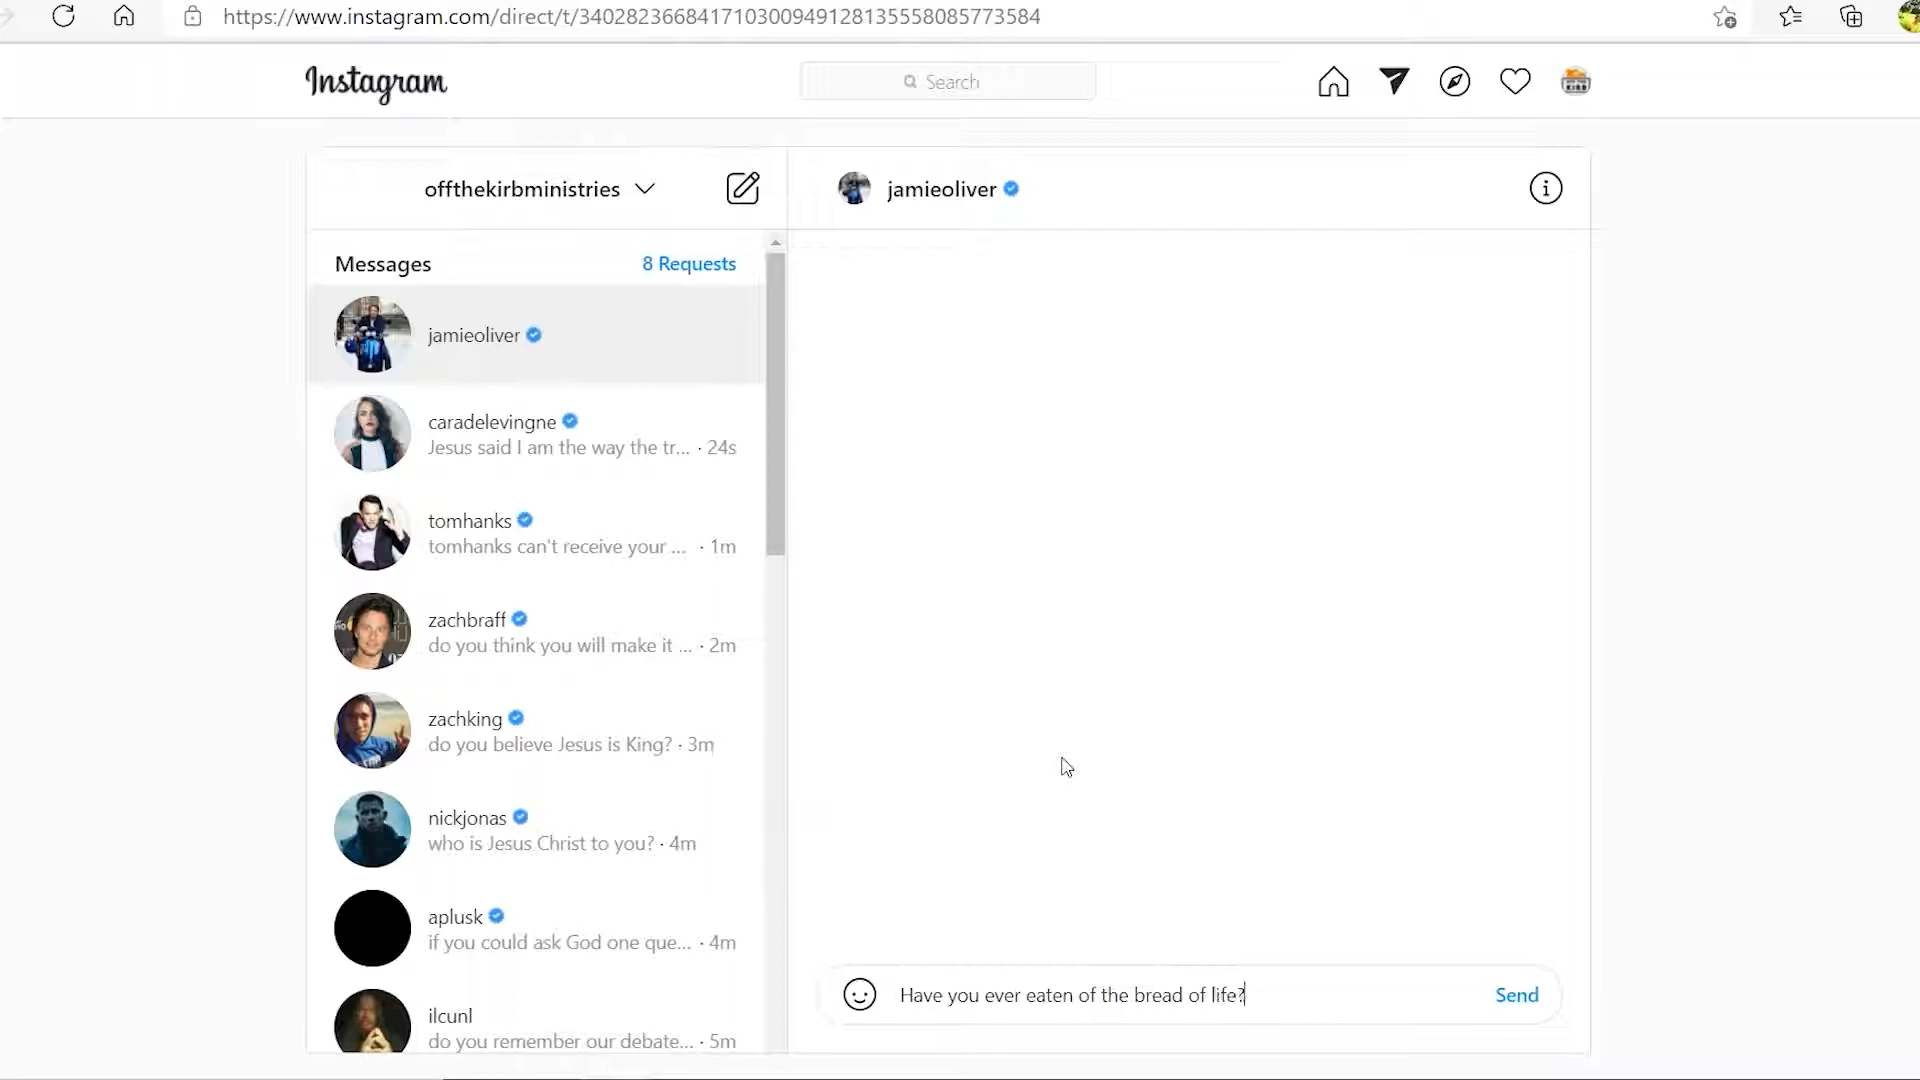 https://www.instagram.com/direct/t/340282366841710300949128135558085773584
Instagram
Search
offthekirbministries
jamieoliver
Messages
8 Requests
jamieoliver
caradelevingne
Jesus said I am the way the tr... · 24s
tomhanks
tomhanks can't receive your ... · 1m
zachbraff
do you think you will make it ... · 2m
zachking
do you believe Jesus is King? · 3m
nickjonas
who is Jesus Christ to you? · 4m
aplusk
if you could ask God one que... · 4m
ilcunl
do you remember our debate... · 5m
Have you ever eaten of the bread of life?
Send